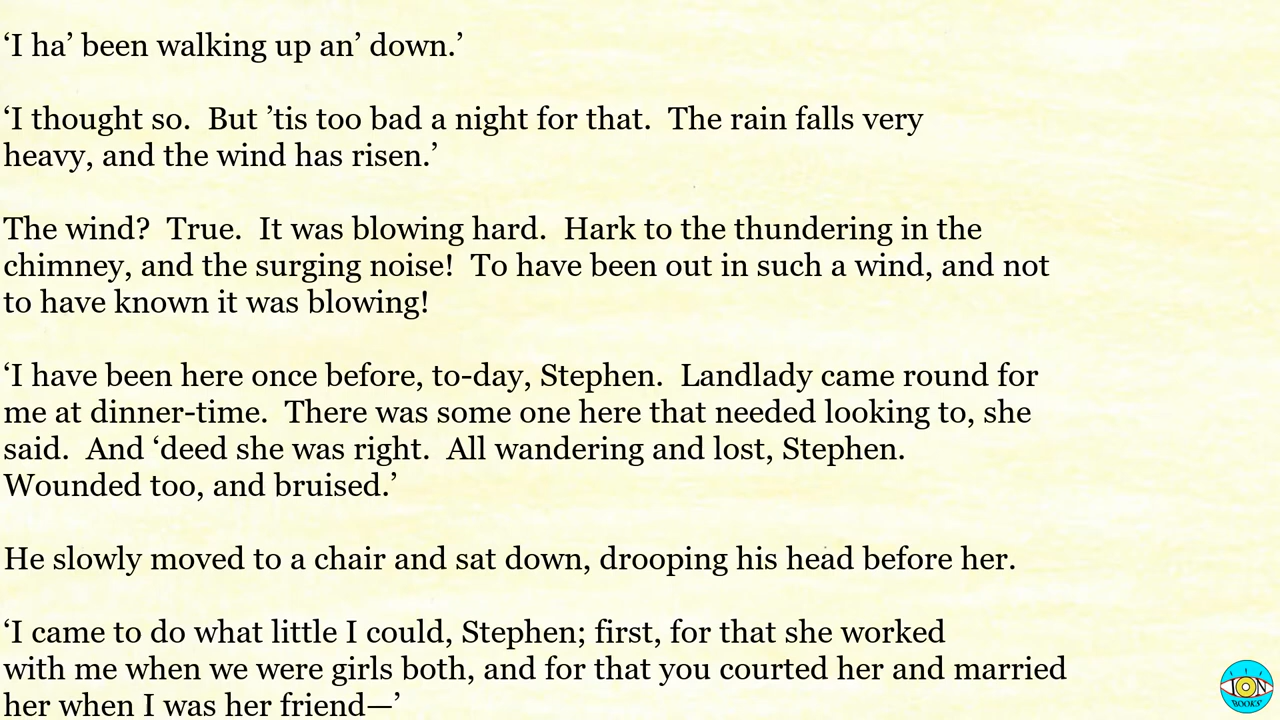 ‘I ha’ been walking up an’ down.’
‘I thought so.  But ’tis too bad a night for that.  The rain falls very
heavy, and the wind has risen.’
The wind?  True.  It was blowing hard.  Hark to the thundering in the
chimney, and the surging noise!  To have been out in such a wind, and not
to have known it was blowing!
‘I have been here once before, to-day, Stephen.  Landlady came round for
me at dinner-time.  There was some one here that needed looking to, she
said.  And ‘deed she was right.  All wandering and lost, Stephen.
Wounded too, and bruised.’
He slowly moved to a chair and sat down, drooping his head before her.
‘I came to do what little I could, Stephen; first, for that she worked
with me when we were girls both, and for that you courted her and married
her when I was her friend—’
ION
BOOKS